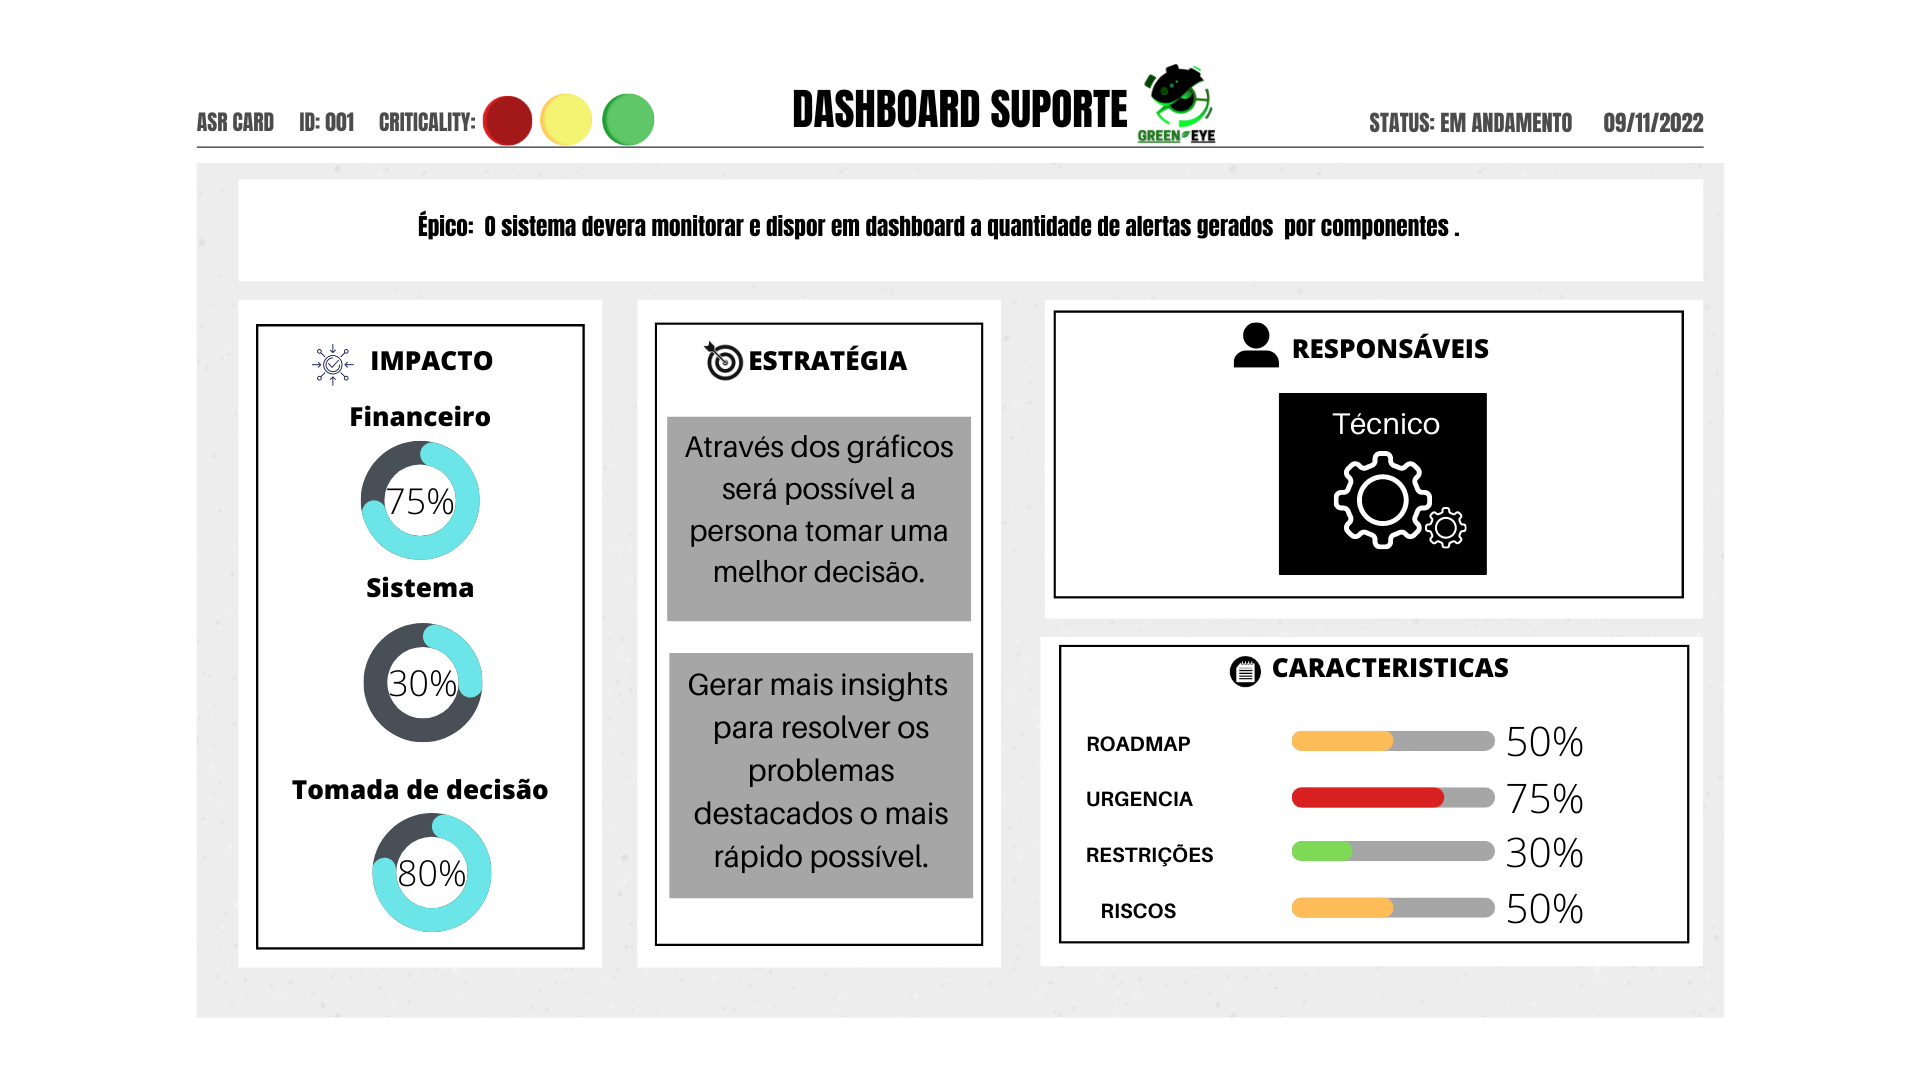 ASR CARD ID: 001 CRITICALITY:
DASHBOARD SUPORTE
GREEN EYE
STATUS: EM ANDAMENTO 09/11/2022
Épico: O sistema devera monitorar e dispor em dashboard a quantidade de alertas gerados por componentes .
IMPACTO
Financeiro
75%
Sistema
30%
Tomada de decisão
80%
ESTRATÉGIA
Através dos gráficos
será possível a
persona tomar uma
melhor decisão.
Gerar mais insights
para resolver os
problemas
destacados o mais
rápido possível.
RESPONSÁVEIS
Técnico
CARACTERISTICAS
ROADMAP 50%
URGENCIA 75%
RESTRIÇÕES 30%
RISCOS 50%